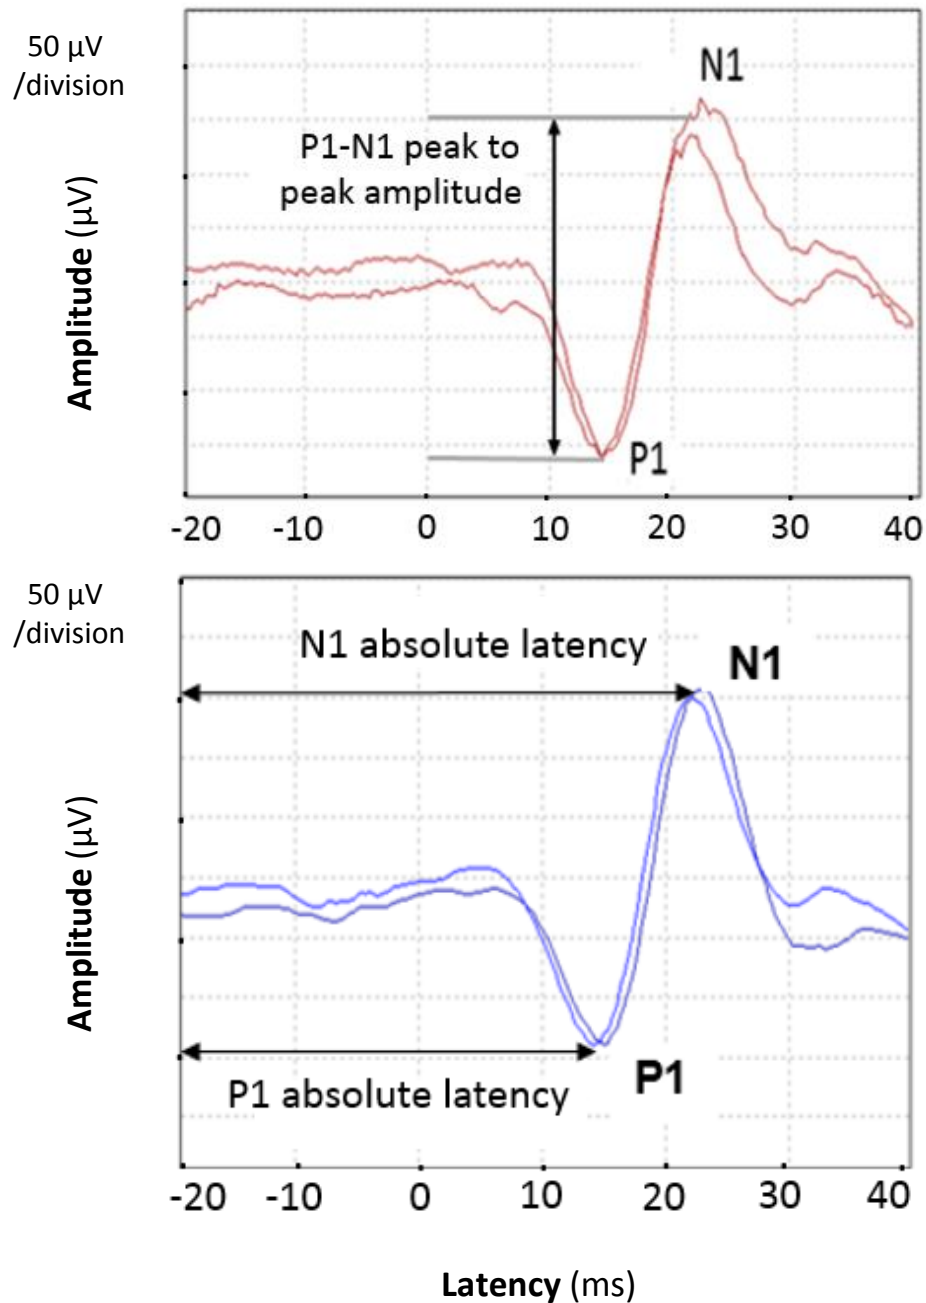 50 µV
/division
N1
P1-N1 peak to
peak amplitude
Amplitude (µV)
P1
-20 -10 0 10 20 30 40
50 µV
/division
N1 absolute latency
N1
Amplitude (µV)
P1 absolute latency
P1
-20 -10 0 10 20 30 40
Latency (ms)